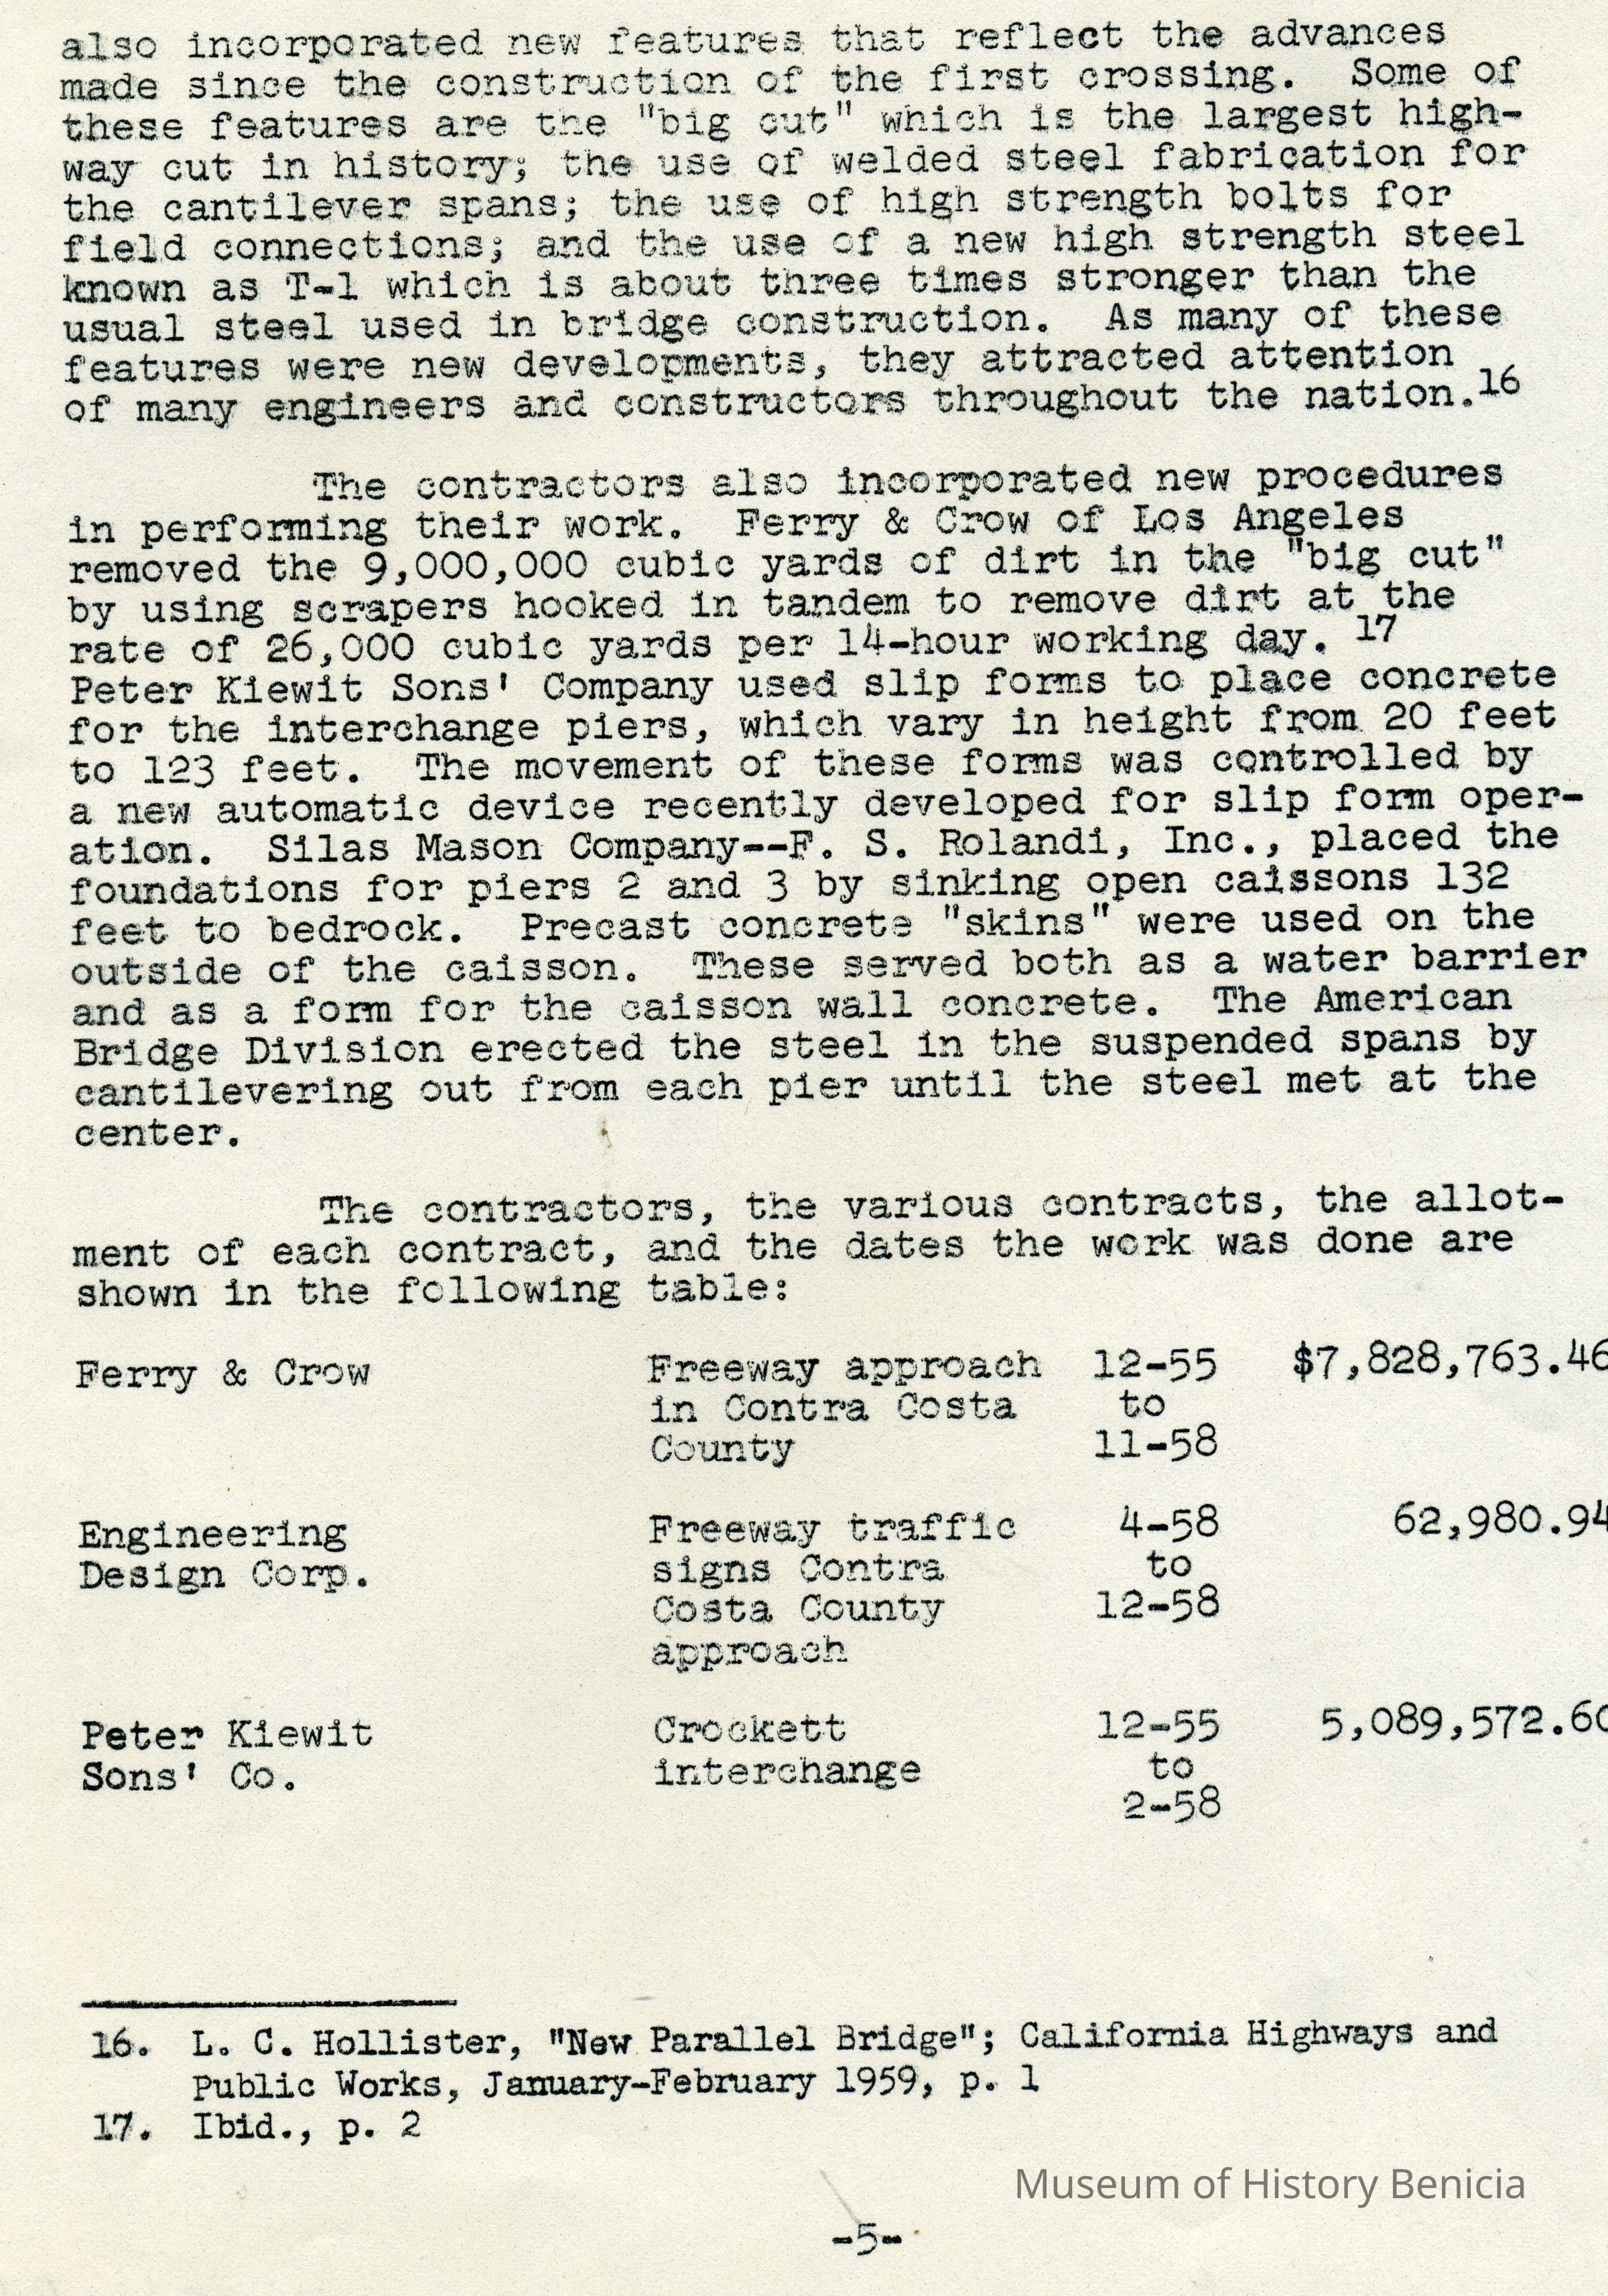 also incorporated new features that reflect the advances
made since the construction of the first crossing. Some of
these features are the "big cut" which is the largest high-
way cut in history; the use of welded steel fabrication for
the cantilever spans; the use of high strength bolts for
field connections; and the use of a new high strength steel
known as T-1 which is about three times stronger than the
usual steel used in bridge construction. As many of these
features were new developments, they attracted attention
of many engineers and constructors throughout the nation.16
The contractors also incorporated new procedures
in performing their work. Ferry & Crow of Los Angeles
removed the 9,000,000 cubic yards of dirt in the "big cut"
by using scrapers hooked in tandem to remove dirt at the
rate of 26,000 cubic yards per 14-hour working day. 17
Peter Kiewit Sons' Company used slip forms to place concrete
for the interchange piers, which vary in height from 20 feet
to 123 feet. The movement of these forms was controlled by
a new automatic device recently developed for slip form oper-
ation. Silas Mason Company--F. S. Rolandi, Inc., placed the
foundations for piers 2 and 3 by sinking open caissons 132
feet to bedrock. Precast concrete "skins" were used on the
outside of the caisson. These served both as a water barrier
and as a form for the caisson wall concrete. The American
Bridge Division erected the steel in the suspended spans by
cantilevering out from each pier until the steel met at the
center.
The contractors, the various contracts, the allot-
ment of each contract, and the dates the work was done are
shown in the following table:
Ferry & Crow Freeway approach 12-55 $7,828,763.46
in Contra Costa to
County 11-58
Engineering Freeway traffic 4-58 62,980.94
Design Corp. signs Contra to
Costa County 12-58
approach
Peter Kiewit Crockett 12-55 5,089,572.60
Sons' Co. interchange to
2-58
16. L. C. Hollister, "New Parallel Bridge"; California Highways and
Public Works, January-February 1959, p. 1
17. Ibid., p. 2
Museum of History Benicia
-5-